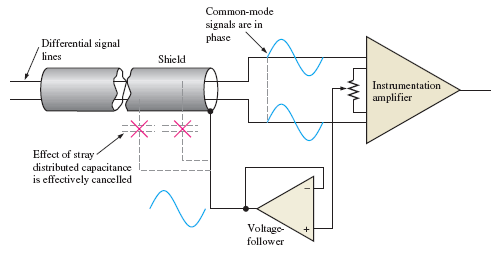 Common-mode
signals are in
phase
Differential signal
lines
Shield
Instrumentation
amplifier
Effect of stray
distributed capacitance
is effectively cancelled
–
+
Voltage-
follower